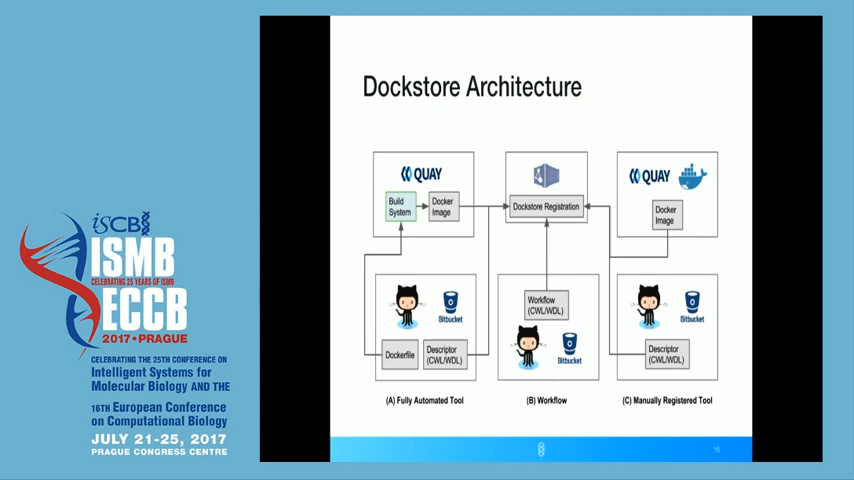 Dockstore Architecture
QUAY
Build
System
Docker
Image
Dockstore Registration
QUAY
Docker
Image
Bitbucket
Dockerfile
Descriptor
(CWL/WDL)
Workflow
(CWL/WDL)
Bitbucket
Bitbucket
Descriptor
(CWL/WDL)
(A) Fully Automated Tool
(B) Workflow
(C) Manually Registered Tool
16
isCB
ISMB
CELEBRATING 25 YEARS OF ISMB
ECCB
2017 • PRAGUE
CELEBRATING THE 25TH CONFERENCE ON
Intelligent Systems for
Molecular Biology AND THE
16TH European Conference
on Computational Biology
JULY 21-25, 2017
PRAGUE CONGRESS CENTRE